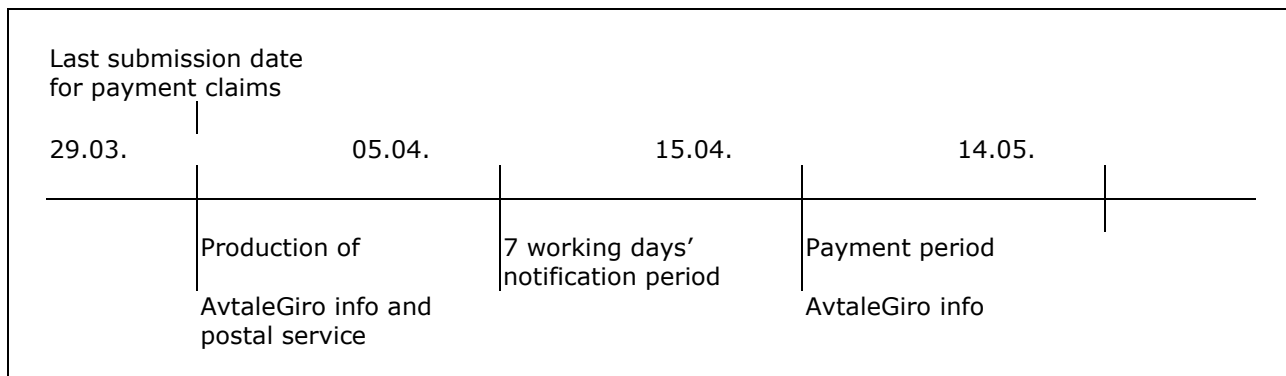 Last submission date
for payment claims
29.03. 05.04. 15.04. 14.05.
Production of
AvtaleGiro info and
postal service
7 working days’
notification period
Payment period
AvtaleGiro info